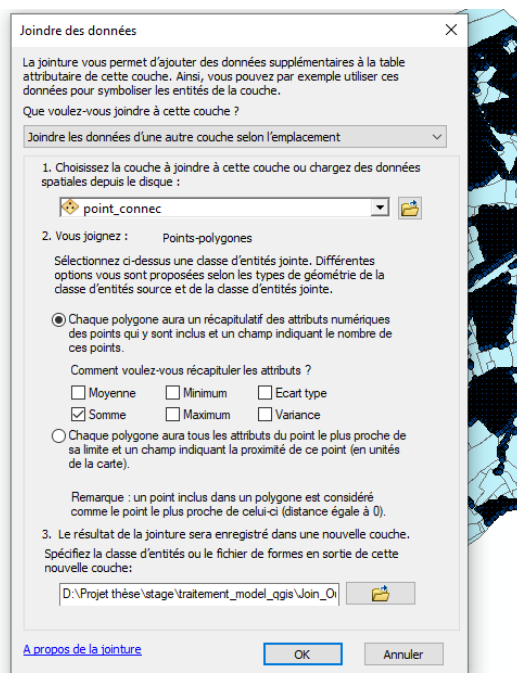 Joindre des données
La jointure vous permet d'ajouter des données supplémentaires à la table
attributaire de cette couche. Ainsi, vous pouvez par exemple utiliser ces
données pour symboliser les entités de la couche.
Que voulez-vous joindre à cette couche ?
Joindre les données d'une autre couche selon l'emplacement
1. Choisissez la couche à joindre à cette couche ou chargez des données
spatiales depuis le disque :
point_connec
2. Vous joignez : Points-polygones
Sélectionnez ci-dessus une classe d'entités jointe. Différentes
options vous sont proposées selon les types de géométrie de la
classe d'entités source et de la classe d'entités jointe.
Chaque polygone aura un récapitulatif des attributs numériques
des points qui y sont inclus et un champ indiquant le nombre de
ces points.
Comment voulez-vous récapituler les attributs ?
Moyenne Minimum Ecart type
Somme Maximum Variance
Chaque polygone aura tous les attributs du point le plus proche de
sa limite et un champ indiquant la proximité de ce point (en unités
de la carte).
Remarque : un point inclus dans un polygone est considéré
comme le point le plus proche de celui-ci (distance égale à 0).
3. Le résultat de la jointure sera enregistré dans une nouvelle couche.
Spécifiez la classe d'entités ou le fichier de formes en sortie de cette
nouvelle couche:
D:\Projet thèse\stage\traitement_model_qgis\Join_Ou
A propos de la jointure
OK Annuler